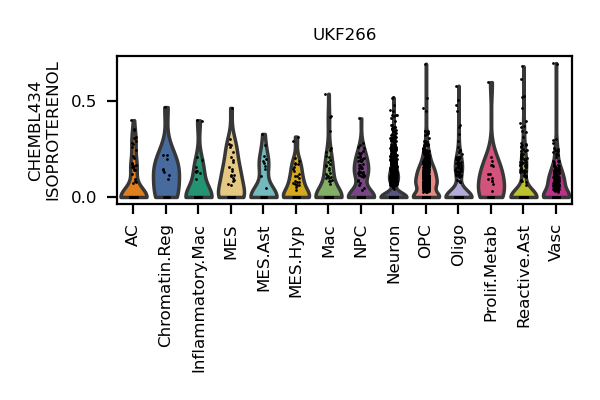 UKF266
CHEMBL434
ISOPROTERENOL
0.5
0.0
AC
Chromatin.Reg
Inflammatory.Mac
MES
MES.Ast
MES.Hyp
Mac
NPC
Neuron
OPC
Oligo
Prolif.Metab
Reactive.Ast
Vasc